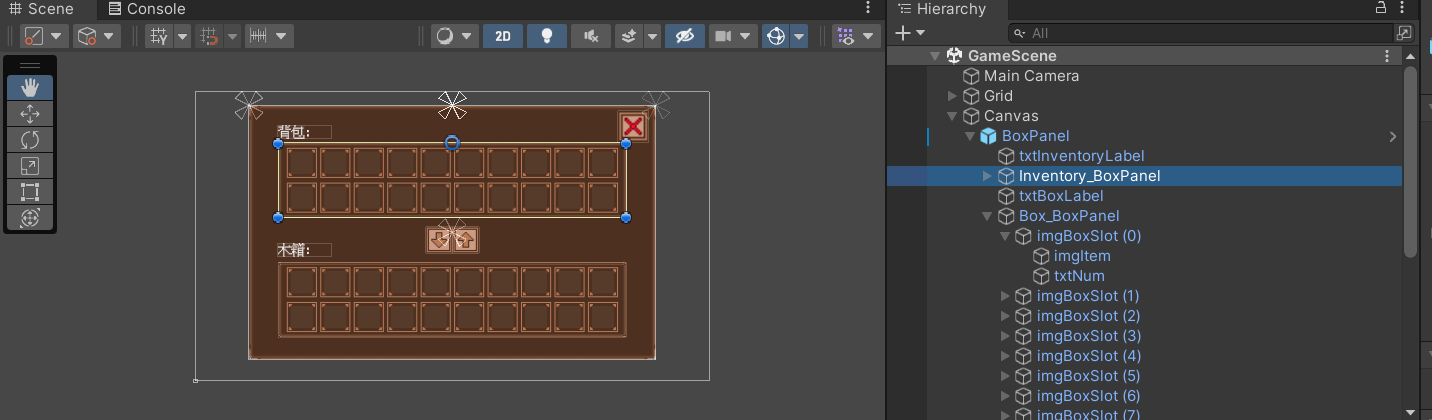 Scene
Console
Hierarchy
2D
All
GameScene
Main Camera
Grid
Canvas
BoxPanel
txtInventoryLabel
Inventory_BoxPanel
txtBoxLabel
Box_BoxPanel
imgBoxSlot (0)
imgItem
txtNum
imgBoxSlot (1)
imgBoxSlot (2)
imgBoxSlot (3)
imgBoxSlot (4)
imgBoxSlot (5)
imgBoxSlot (6)
imgBoxSlot (7)
背包:
木箱: